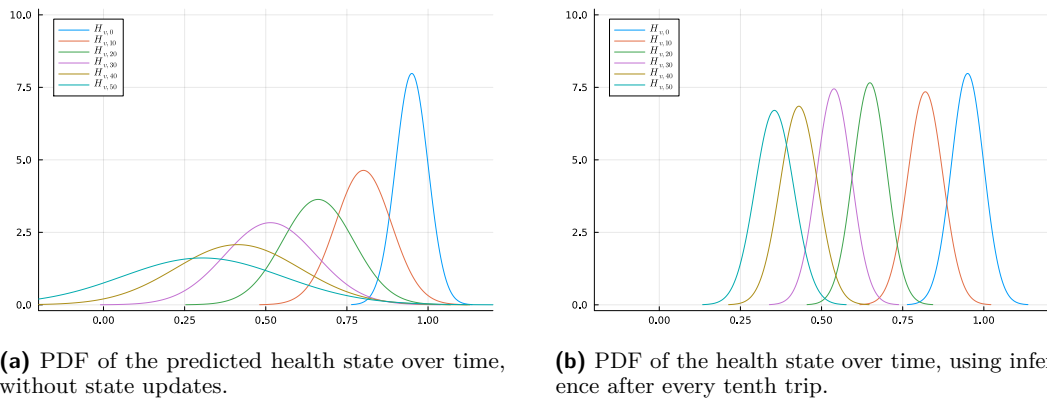 10.0
7.5
5.0
2.5
0.0
0.00 0.25 0.50 0.75 1.00
H_{v,0}
H_{v,10}
H_{v,20}
H_{v,30}
H_{v,40}
H_{v,50}
(a) PDF of the predicted health state over time,
without state updates.
10.0
7.5
5.0
2.5
0.0
0.00 0.25 0.50 0.75 1.00
H_{v,0}
H_{v,10}
H_{v,20}
H_{v,30}
H_{v,40}
H_{v,50}
(b) PDF of the health state over time, using infer-
ence after every tenth trip.